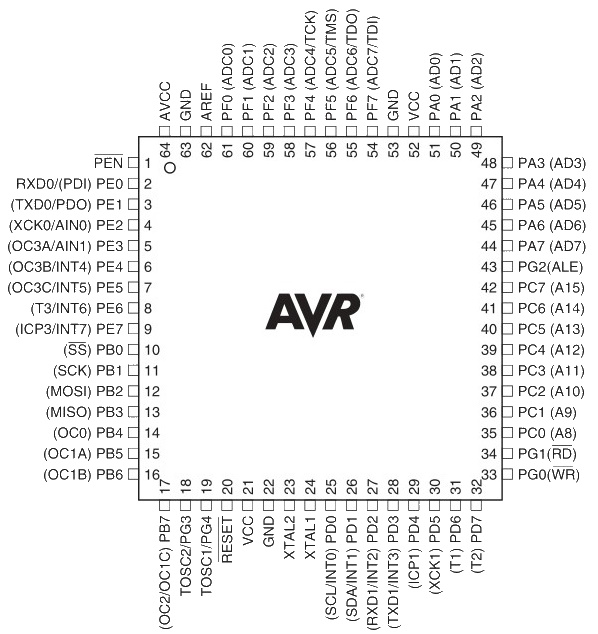 AVCC
GND
AREF
PF0 (ADC0)
PF1 (ADC1)
PF2 (ADC2)
PF3 (ADC3)
PF4 (ADC4/TCK)
PF5 (ADC5/TMS)
PF6 (ADC6/TDO)
PF7 (ADC7/TDI)
GND
VCC
PA0 (AD0)
PA1 (AD1)
PA2 (AD2)
64
63
62
61
60
59
58
57
56
55
54
53
52
51
50
49
PEN 1
RXD0/(PDI) PE0 2
(TXD0/PDO) PE1 3
(XCK0/AIN0) PE2 4
(OC3A/AIN1) PE3 5
(OC3B/INT4) PE4 6
(OC3C/INT5) PE5 7
(T3/INT6) PE6 8
(ICP3/INT7) PE7 9
(SS) PB0 10
(SCK) PB1 11
(MOSI) PB2 12
(MISO) PB3 13
(OC0) PB4 14
(OC1A) PB5 15
(OC1B) PB6 16
AVR®
48 PA3 (AD3)
47 PA4 (AD4)
46 PA5 (AD5)
45 PA6 (AD6)
44 PA7 (AD7)
43 PG2(ALE)
42 PC7 (A15)
41 PC6 (A14)
40 PC5 (A13)
39 PC4 (A12)
38 PC3 (A11)
37 PC2 (A10)
36 PC1 (A9)
35 PC0 (A8)
34 PG1(RD)
33 PG0(WR)
17
18
19
20
21
22
23
24
25
26
27
28
29
30
31
32
(OC2/OC1C) PB7
TOSC2/PG3
TOSC1/PG4
RESET
VCC
GND
XTAL2
XTAL1
(SCL/INT0) PD0
(SDA/INT1) PD1
(RXD1/INT2) PD2
(TXD1/INT3) PD3
(ICP1) PD4
(XCK1) PD5
(T1) PD6
(T2) PD7